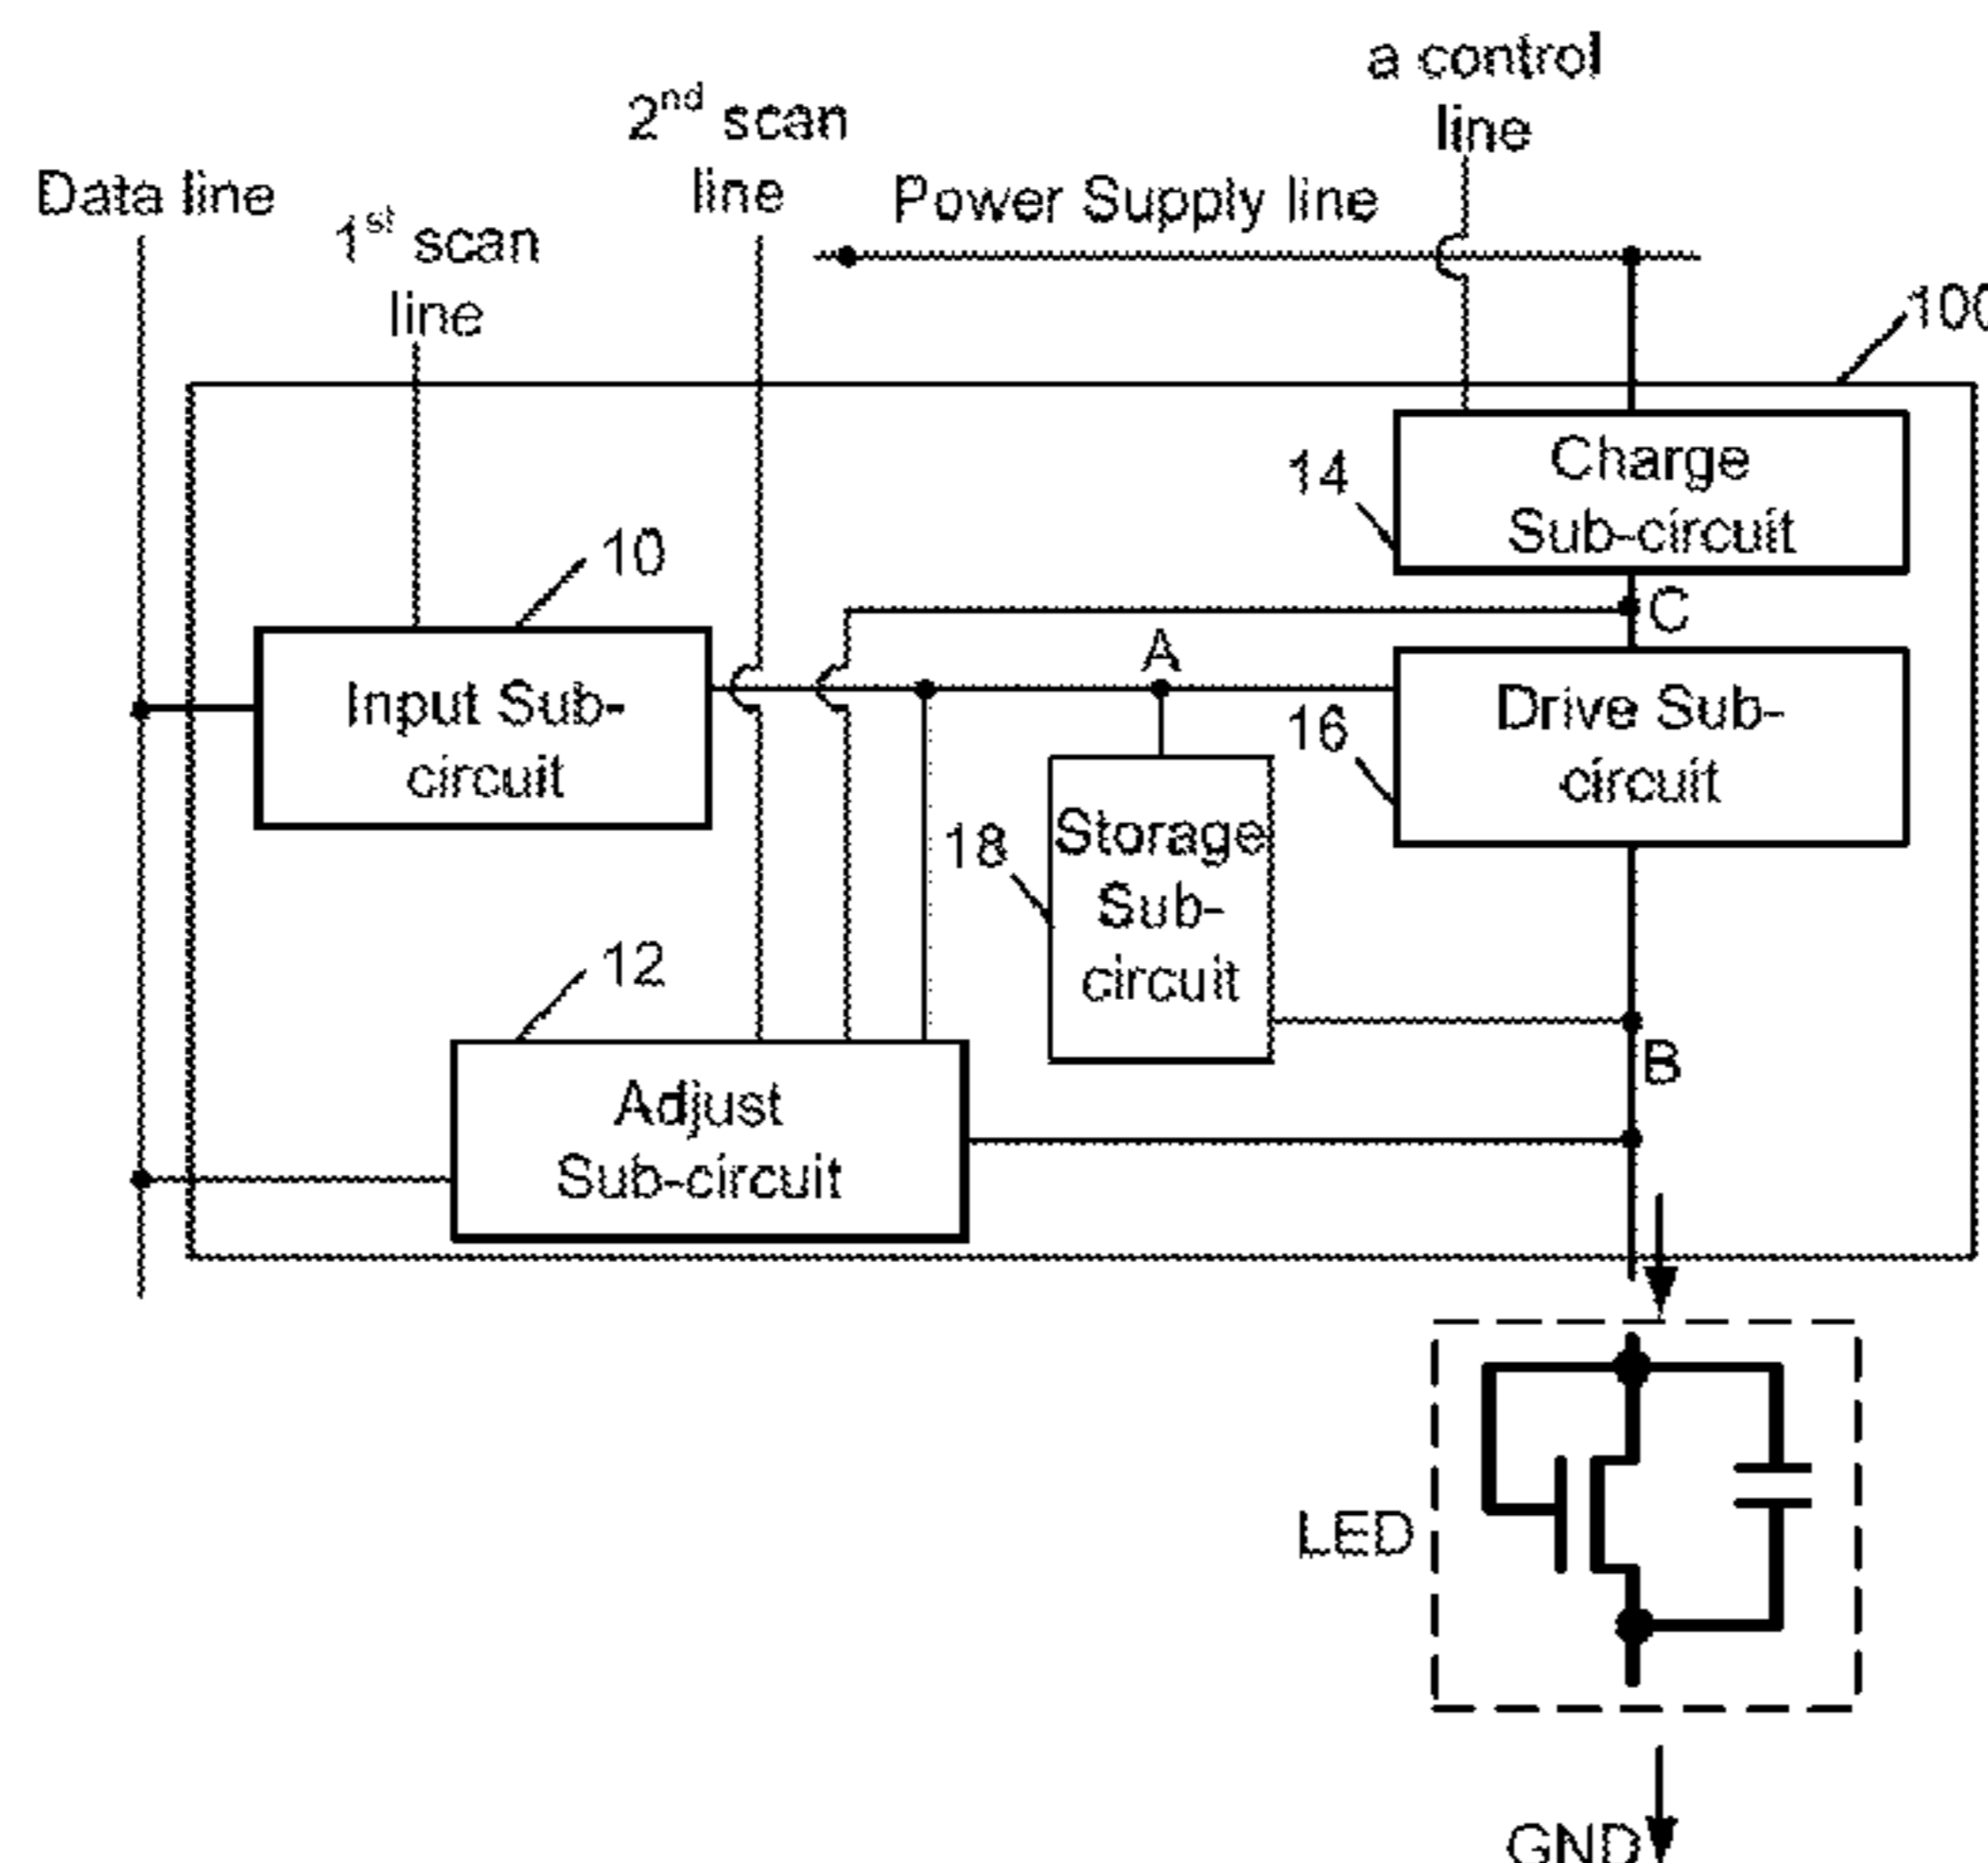 a control
line
2nd scan
line
Data line
Power Supply line
1st scan
line
100
Charge
Sub-circuit
14
10
C
A
Input Sub-
circuit
Drive Sub-
circuit
16
Storage
Sub-
circuit
18
12
B
Adjust
Sub-circuit
LED
GND